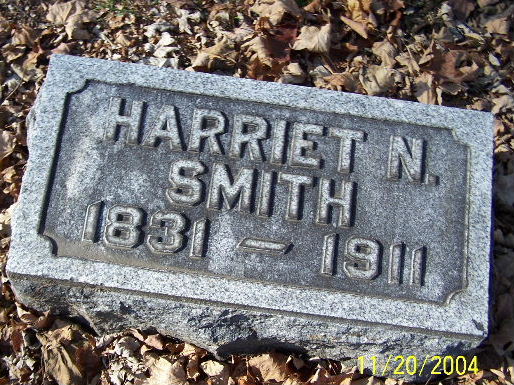 HARRIET N.
SMITH
1831 – 1911
11/20/2004